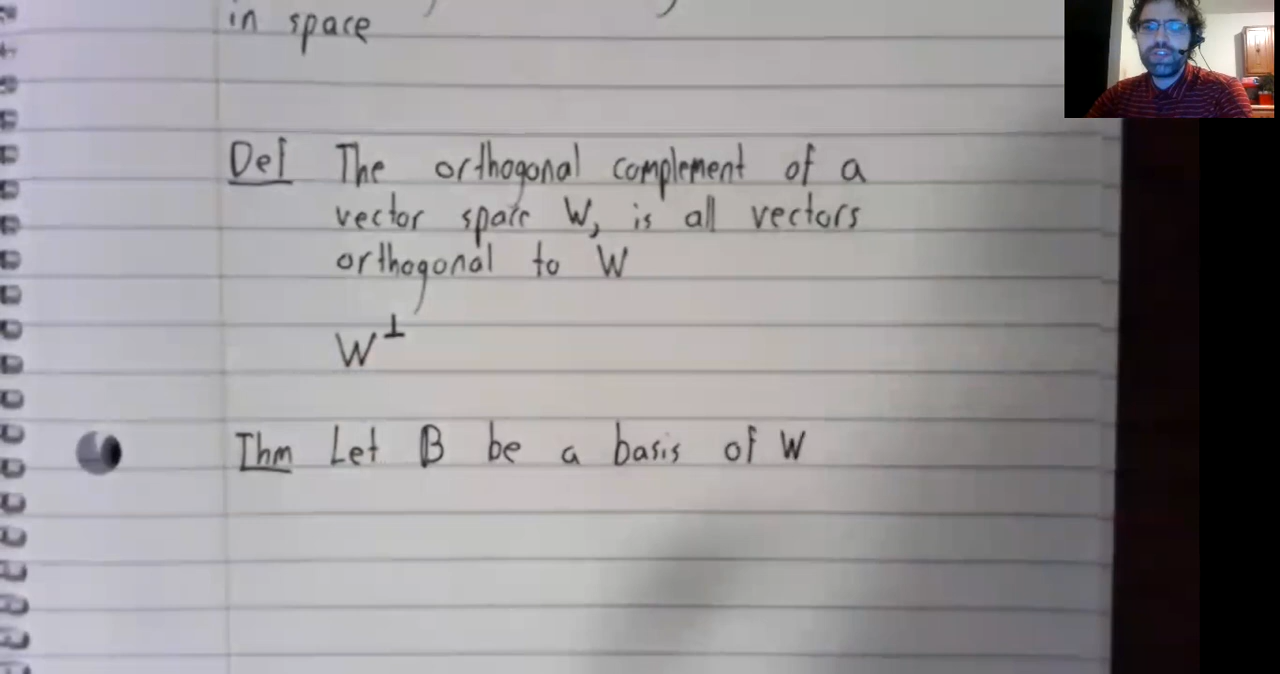 in space
Def The orthogonal complement of a
vector space W, is all vectors
orthogonal to W
W⊥
Thm Let B be a basis of W